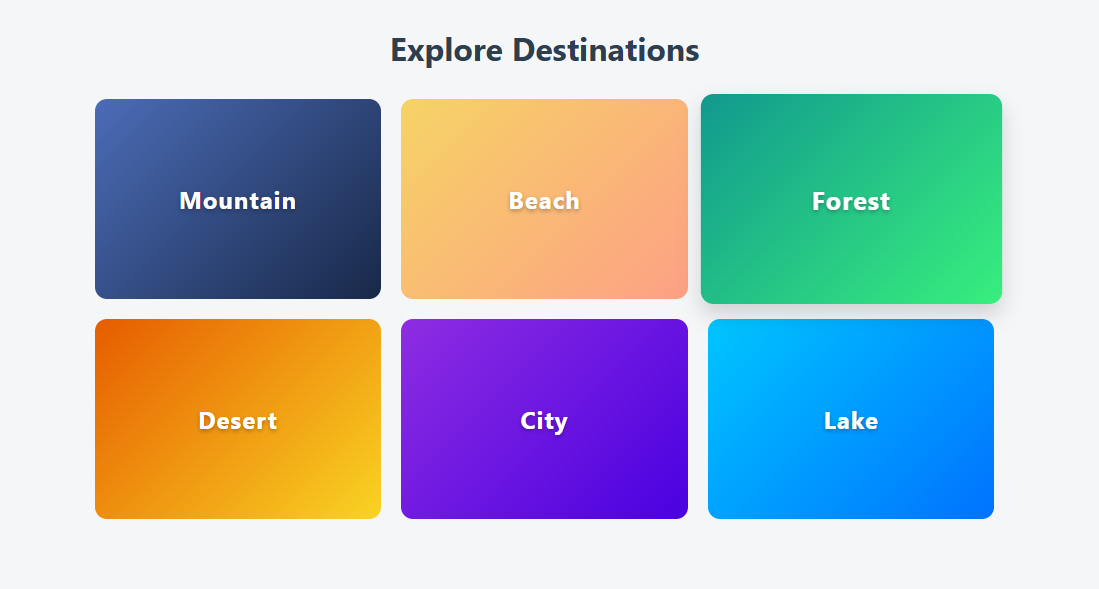 Explore Destinations
Mountain
Beach
Forest
Desert
City
Lake